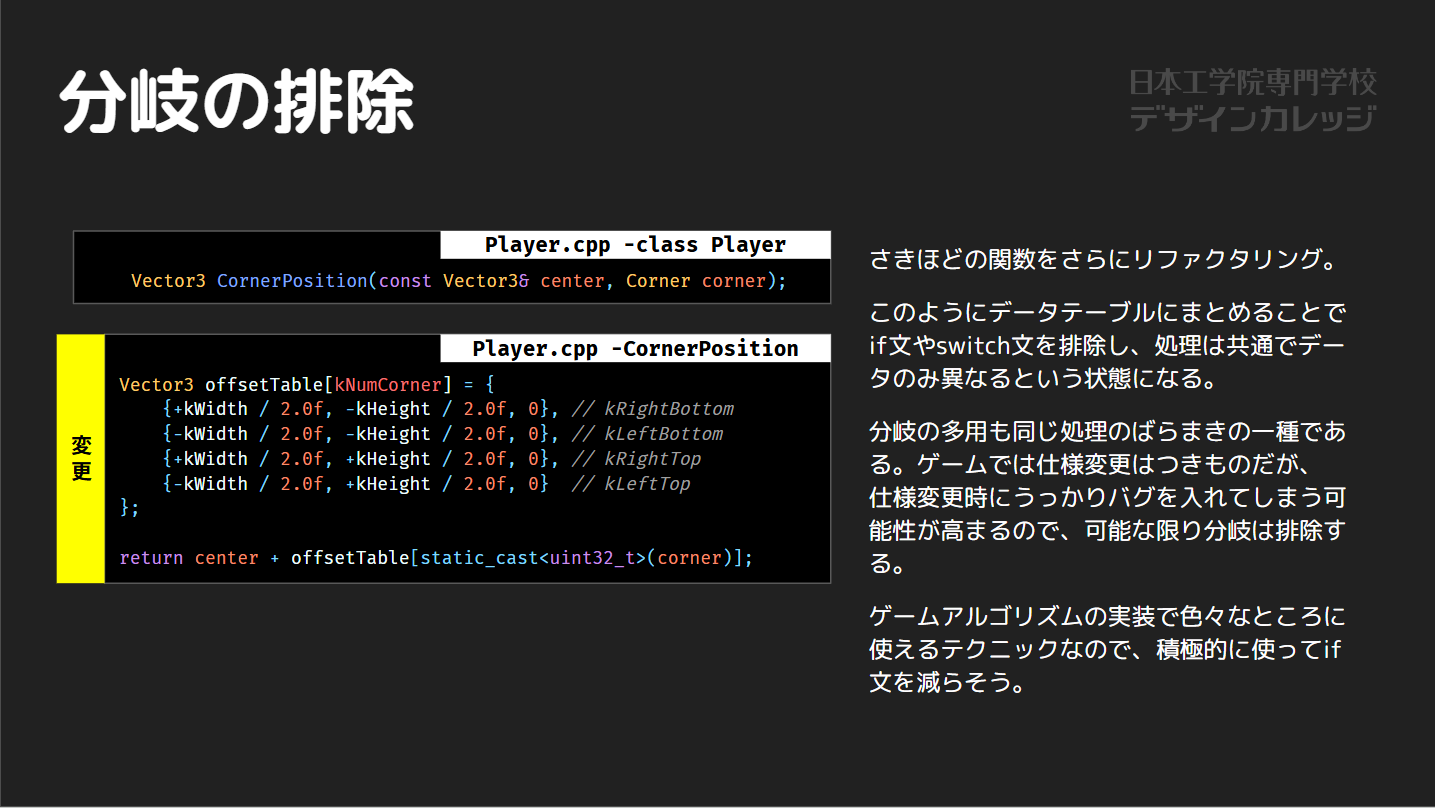 分岐の排除
日本工学院専門学校
デザインカレッジ
Player.cpp -class Player
Vector3 CornerPosition(const Vector3& center, Corner corner);
変更
Player.cpp -CornerPosition
Vector3 offsetTable[kNumCorner] = {
    {+kWidth / 2.0f, -kHeight / 2.0f, 0}, // kRightBottom
    {-kWidth / 2.0f, -kHeight / 2.0f, 0}, // kLeftBottom
    {+kWidth / 2.0f, +kHeight / 2.0f, 0}, // kRightTop
    {-kWidth / 2.0f, +kHeight / 2.0f, 0}  // kLeftTop
};
return center + offsetTable[static_cast<uint32_t>(corner)];
さきほどの関数をさらにリファクタリング。
このようにデータテーブルにまとめることで
if文やswitch文を排除し、処理は共通でデー
タのみ異なるという状態になる。
分岐の多用も同じ処理のばらまきの一種であ
る。ゲームでは仕様変更はつきものだが、
仕様変更時にうっかりバグを入れてしまう可
能性が高まるので、可能な限り分岐は排除す
る。
ゲームアルゴリズムの実装で色々なところに
使えるテクニックなので、積極的に使ってif
文を減らそう。